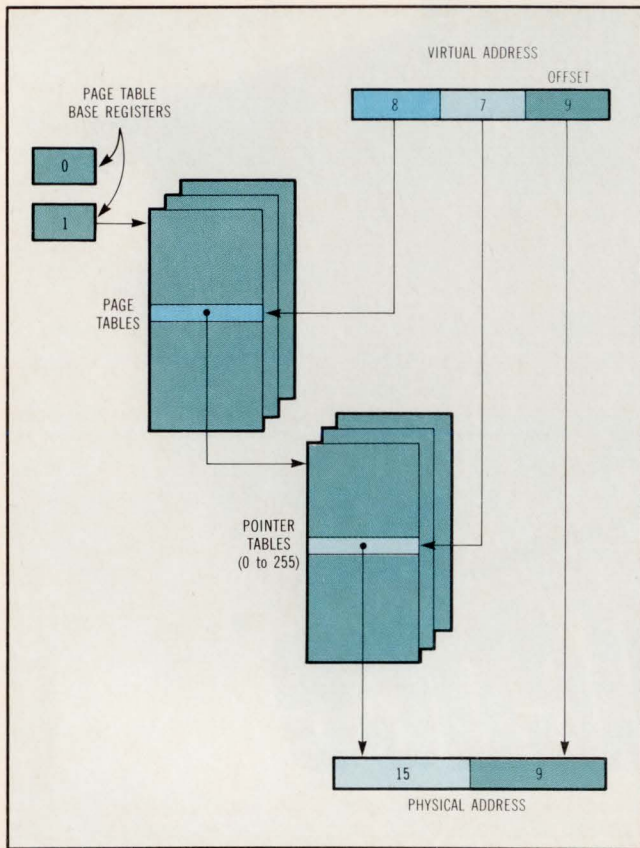 VIRTUAL ADDRESS
OFFSET
8 7 9
PAGE TABLE
BASE REGISTERS
0
1
PAGE
TABLES
POINTER
TABLES
(0 to 255)
15 9
PHYSICAL ADDRESS